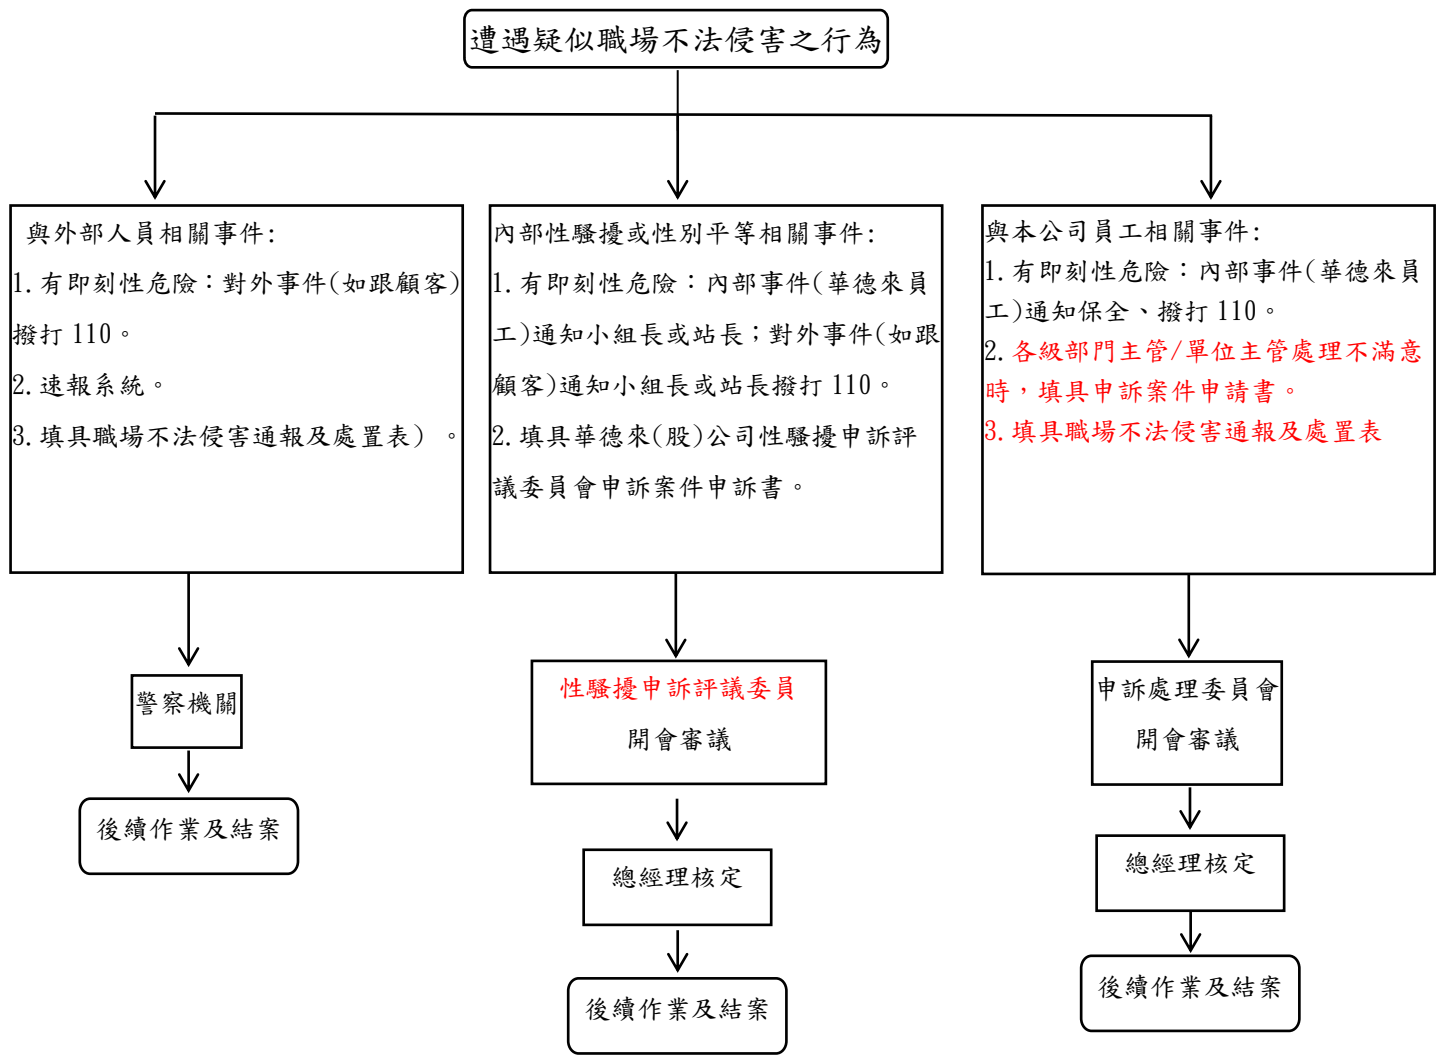 遭遇疑似職場不法侵害之行為
與外部人員相關事件:
1.有即刻性危險：對外事件(如跟顧客)
撥打 110。
2.速報系統。
3.填具職場不法侵害通報及處置表) 。
內部性騷擾或性別平等相關事件:
1.有即刻性危險：內部事件(華德來員
工)通知小組長或站長；對外事件(如跟
顧客)通知小組長或站長撥打 110。
2.填具華德來(股)公司性騷擾申訴評
議委員會申訴案件申訴書。
與本公司員工相關事件:
1.有即刻性危險：內部事件(華德來員
工)通知保全、撥打 110。
2.各級部門主管/單位主管處理不滿意
時，填具申訴案件申請書。
3.填具職場不法侵害通報及處置表
警察機關
後續作業及結案
性騷擾申訴評議委員
開會審議
總經理核定
後續作業及結案
申訴處理委員會
開會審議
總經理核定
後續作業及結案